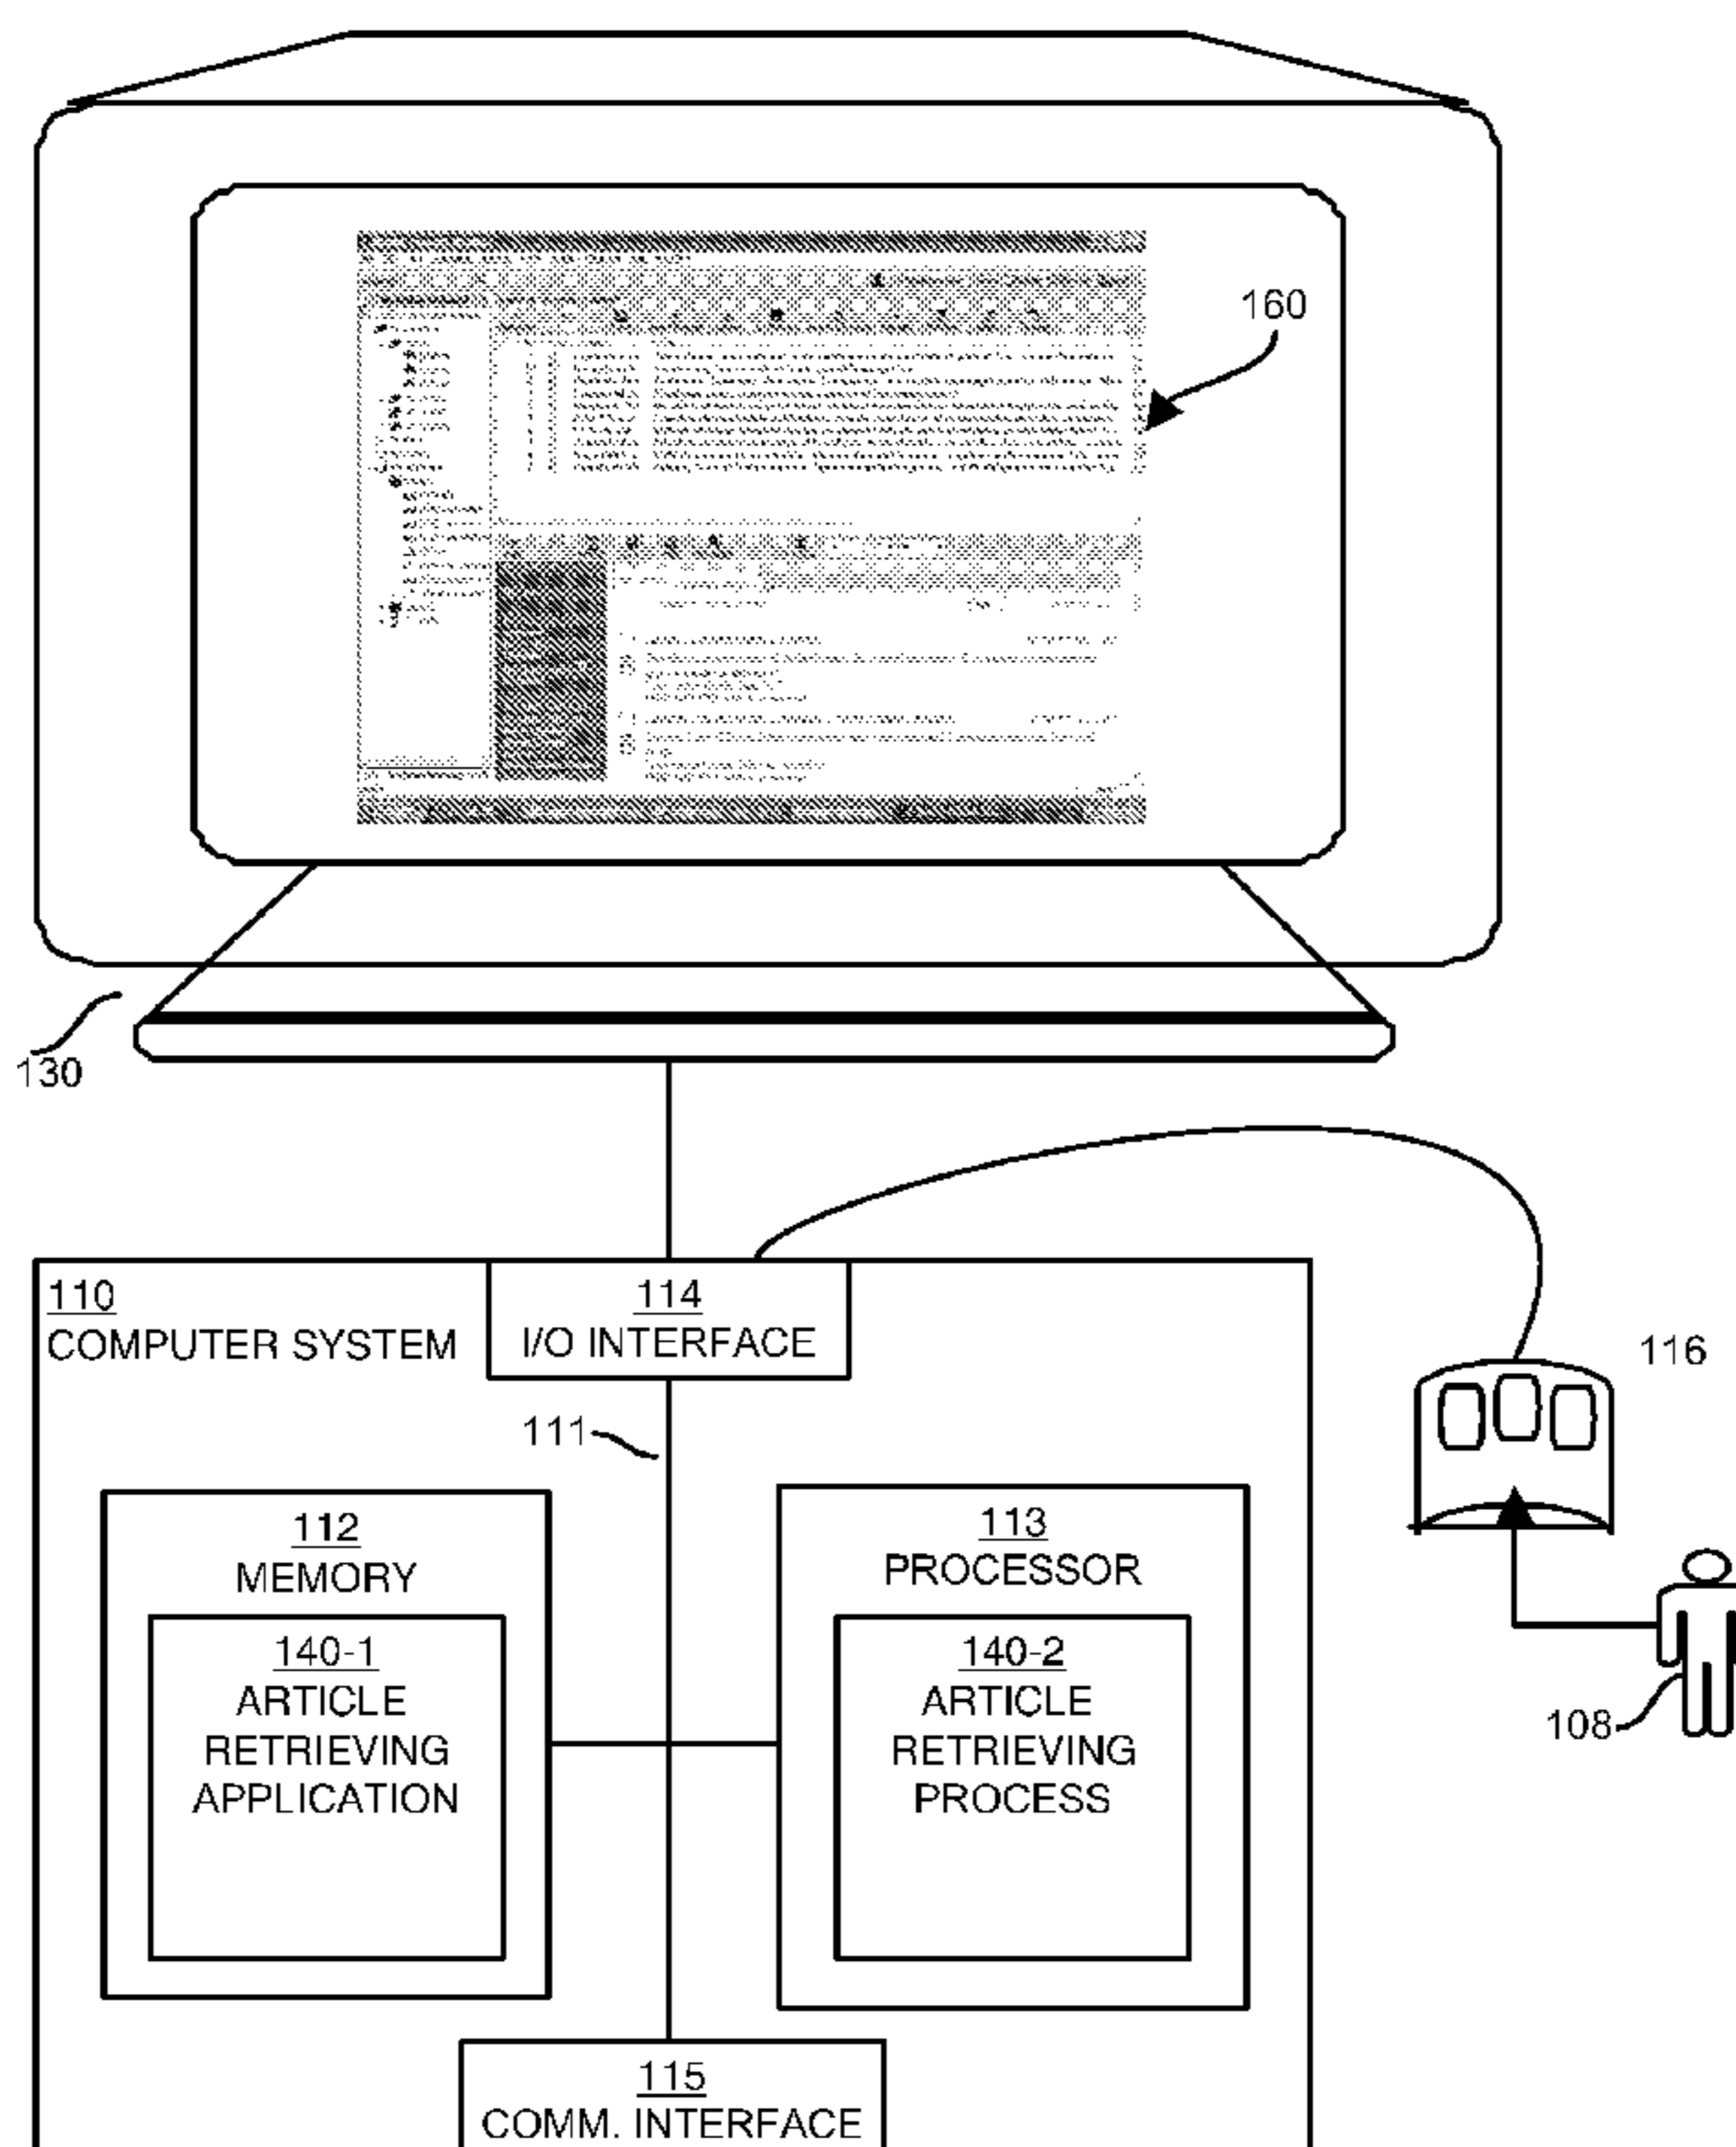 160
130
110
COMPUTER SYSTEM
114
I/O INTERFACE
116
111
112
MEMORY
113
PROCESSOR
140-1
ARTICLE
RETRIEVING
APPLICATION
140-2
ARTICLE
RETRIEVING
PROCESS
108
115
COMM. INTERFACE